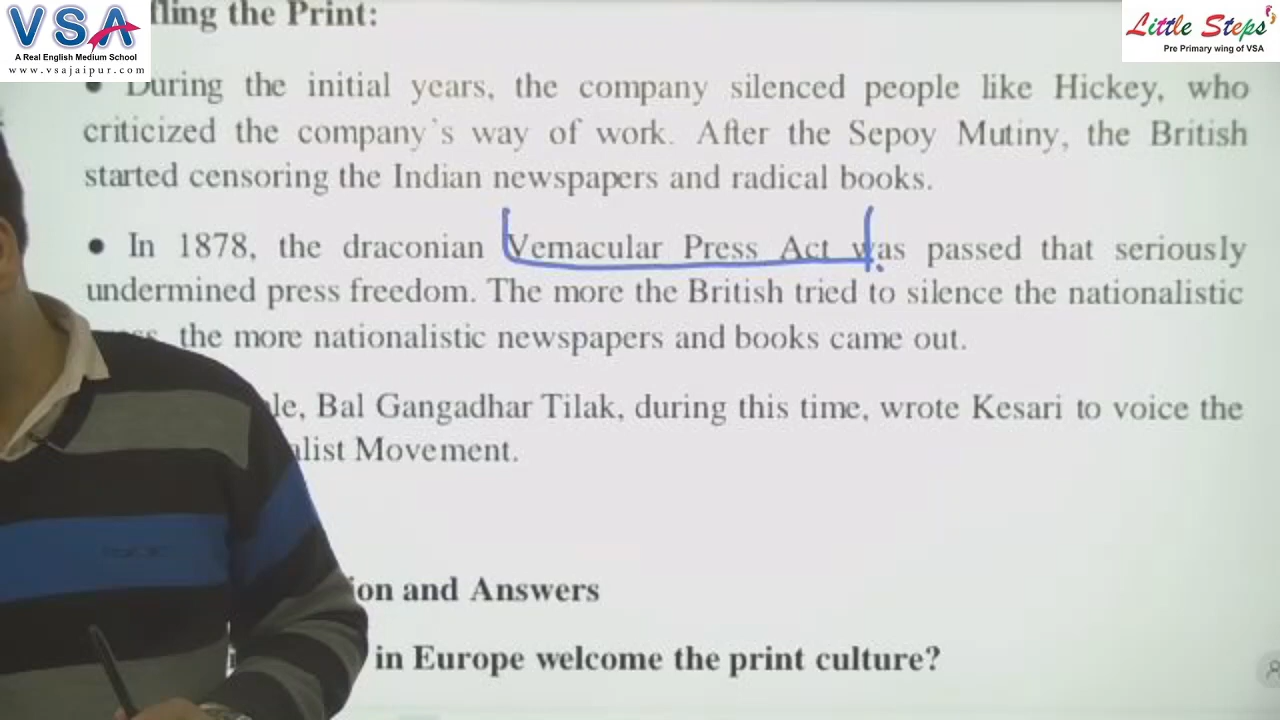 VSA
A Real English Medium School
www.vsajaipur.com
Little Steps
Pre Primary wing of VSA
fling the Print:
• During the initial years, the company silenced people like Hickey, who
criticized the company's way of work. After the Sepoy Mutiny, the British
started censoring the Indian newspapers and radical books.
• In 1878, the draconian Vernacular Press Act was passed that seriously
undermined press freedom. The more the British tried to silence the nationalistic
the more nationalistic newspapers and books came out.
le, Bal Gangadhar Tilak, during this time, wrote Kesari to voice the
alist Movement.
ion and Answers
in Europe welcome the print culture?